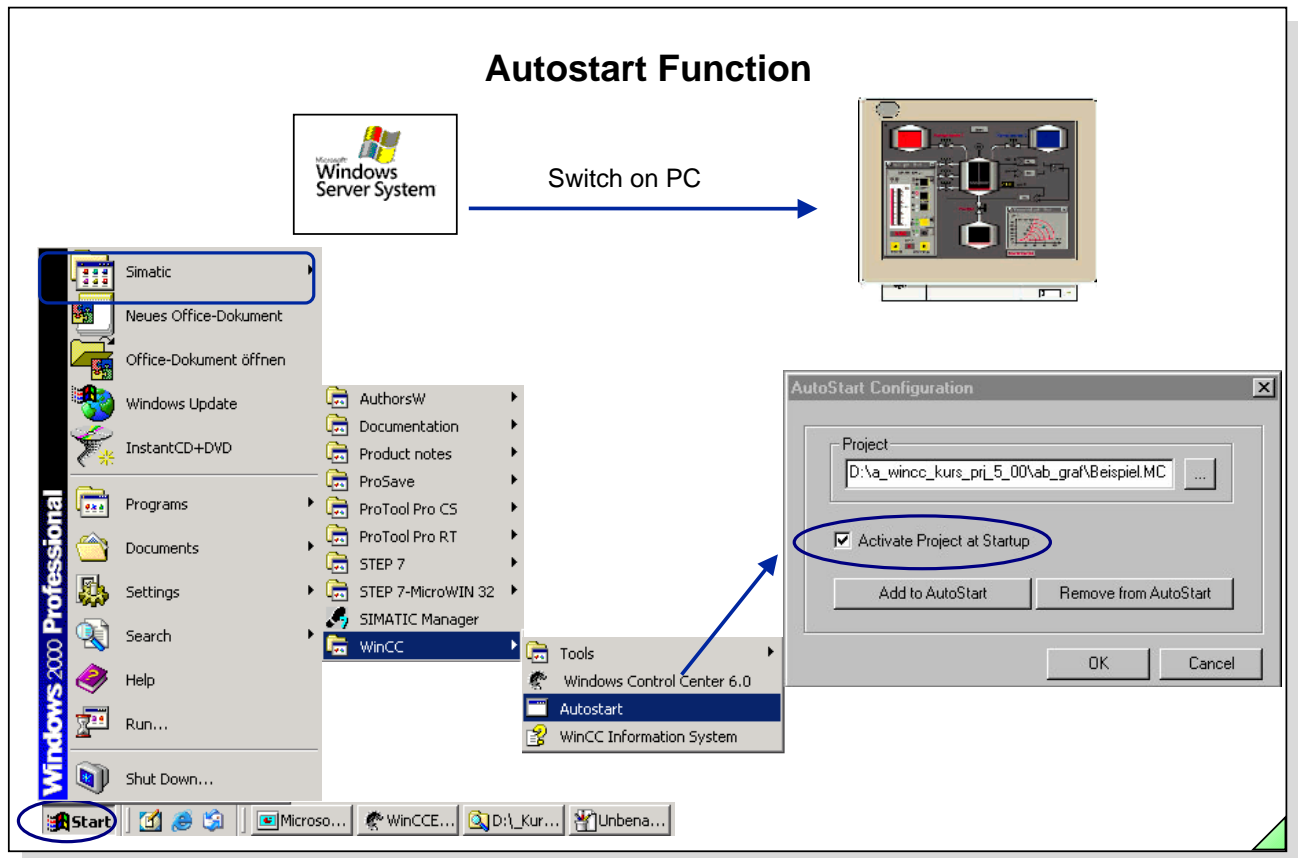 Autostart Function
Microsoft
Windows
Server System
Switch on PC
Simatic
Neues Office-Dokument
Office-Dokument öffnen
Windows Update
InstantCD+DVD
Programs
Documents
Settings
Search
Help
Run...
Shut Down...
Windows 2000 Professional
AuthorsW
Documentation
Product notes
ProSave
ProTool Pro CS
ProTool Pro RT
STEP 7
STEP 7-MicroWIN 32
SIMATIC Manager
WinCC
Tools
Windows Control Center 6.0
Autostart
WinCC Information System
AutoStart Configuration
Project
D:\a_wincc_kurs_prj_5_00\ab_graf\Beispiel.MC
...
Activate Project at Startup
Add to AutoStart
Remove from AutoStart
OK
Cancel
Start
Microso...
WinCCE...
D:\_Kur...
Unbena...